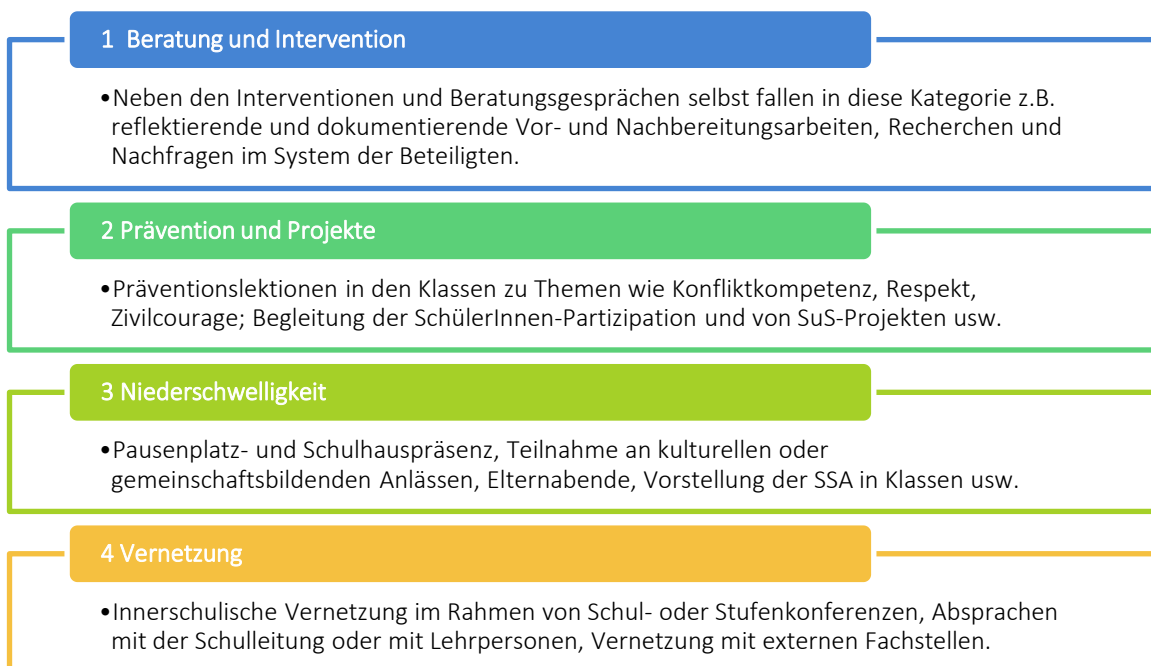 1 Beratung und Intervention
•Neben den Interventionen und Beratungsgesprächen selbst fallen in diese Kategorie z.B.
reflektierende und dokumentierende Vor- und Nachbereitungsarbeiten, Recherchen und
Nachfragen im System der Beteiligten.
2 Prävention und Projekte
•Präventionslektionen in den Klassen zu Themen wie Konfliktkompetenz, Respekt,
Zivilcourage; Begleitung der SchülerInnen-Partizipation und von SuS-Projekten usw.
3 Niederschwelligkeit
•Pausenplatz- und Schulhauspräsenz, Teilnahme an kulturellen oder
gemeinschaftsbildenden Anlässen, Elternabende, Vorstellung der SSA in Klassen usw.
4 Vernetzung
•Innerschulische Vernetzung im Rahmen von Schul- oder Stufenkonferenzen, Absprachen
mit der Schulleitung oder mit Lehrpersonen, Vernetzung mit externen Fachstellen.